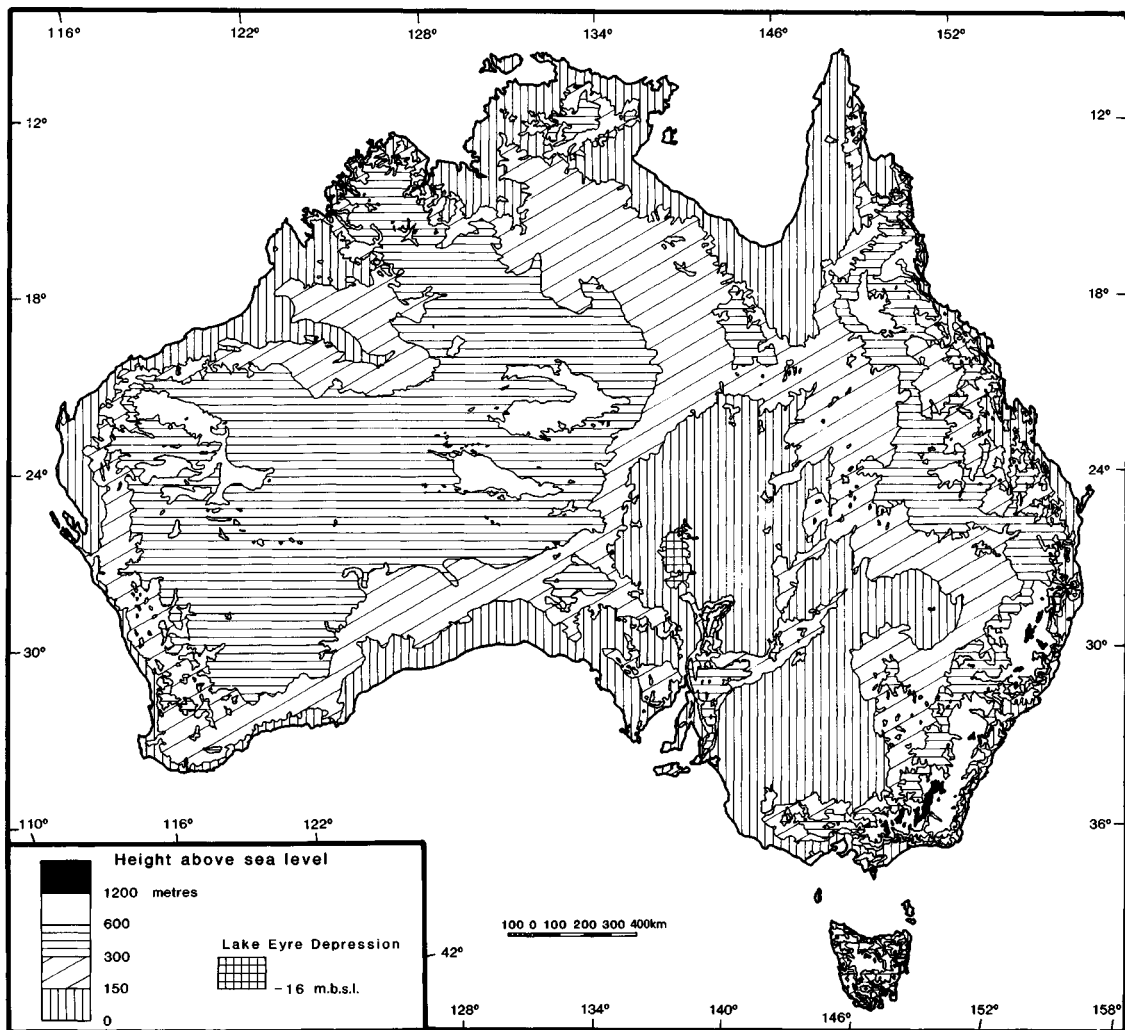 116° 122° 128° 134° 146° 152°
12° 12°
18° 18°
24° 24°
30° 30°
36°
110° 116° 122° 36°
Height above sea level
1200 metres
600
300
150
0
Lake Eyre Depression
-16 m.b.s.l.
100 0 100 200 300 400km
42°
128° 134° 140° 146° 152° 158°